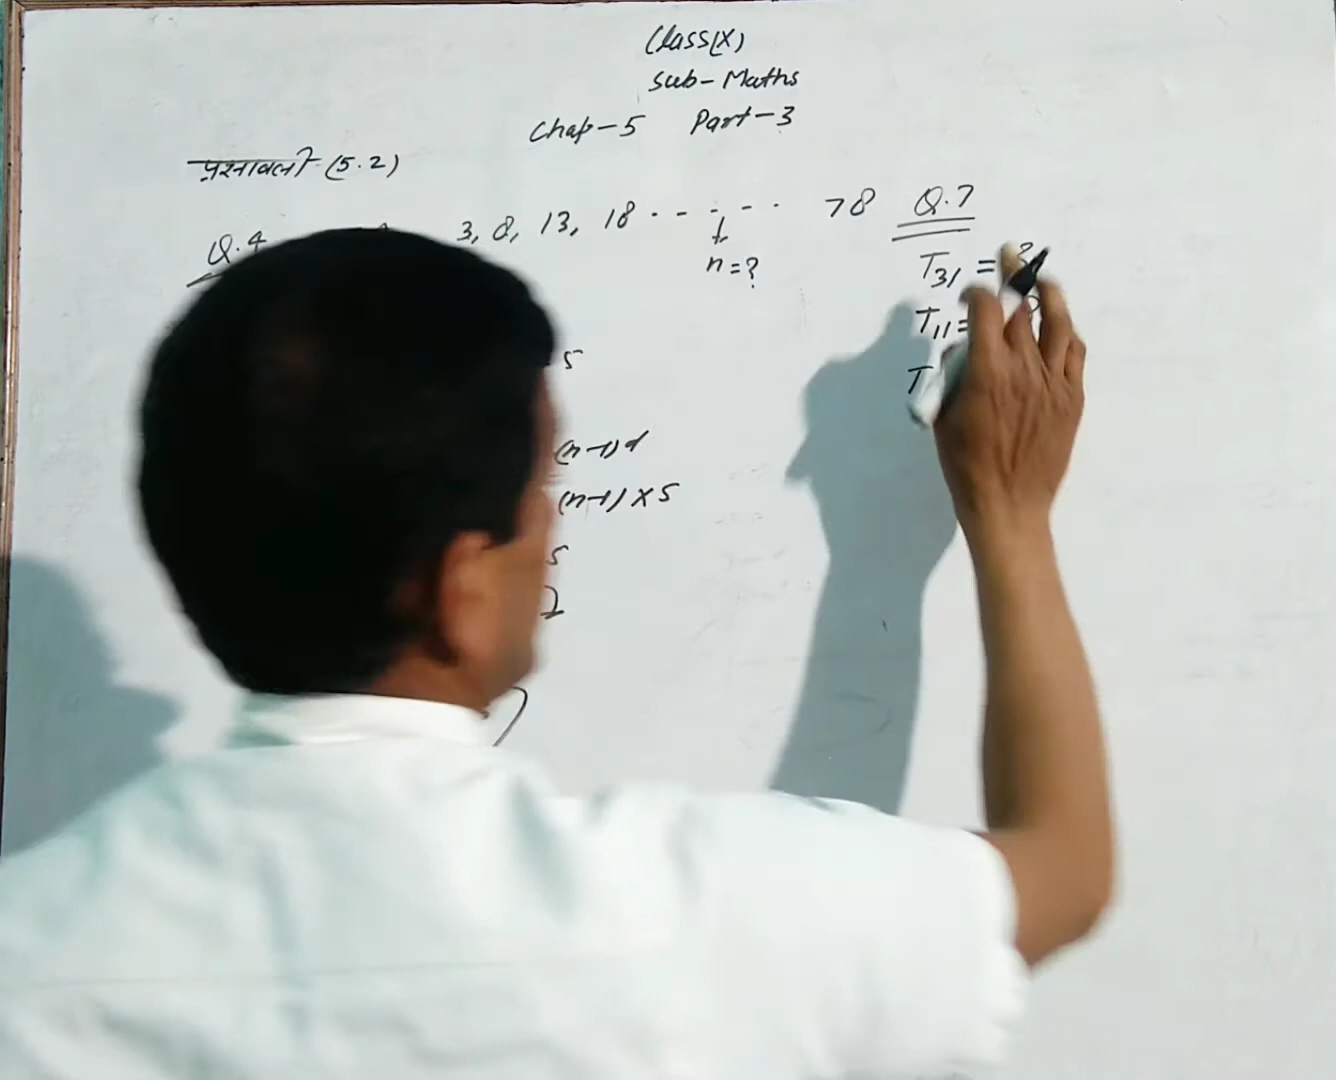 Class(X)
Sub-Maths
Chap-5 Part-3
प्रश्नावली (5.2)
Q.4 3, 8, 13, 18 . - - - - . . 78
n=?
5
(n-1)d
(n-1)×5
5
Q.7
T31 = ?
T11 =
T